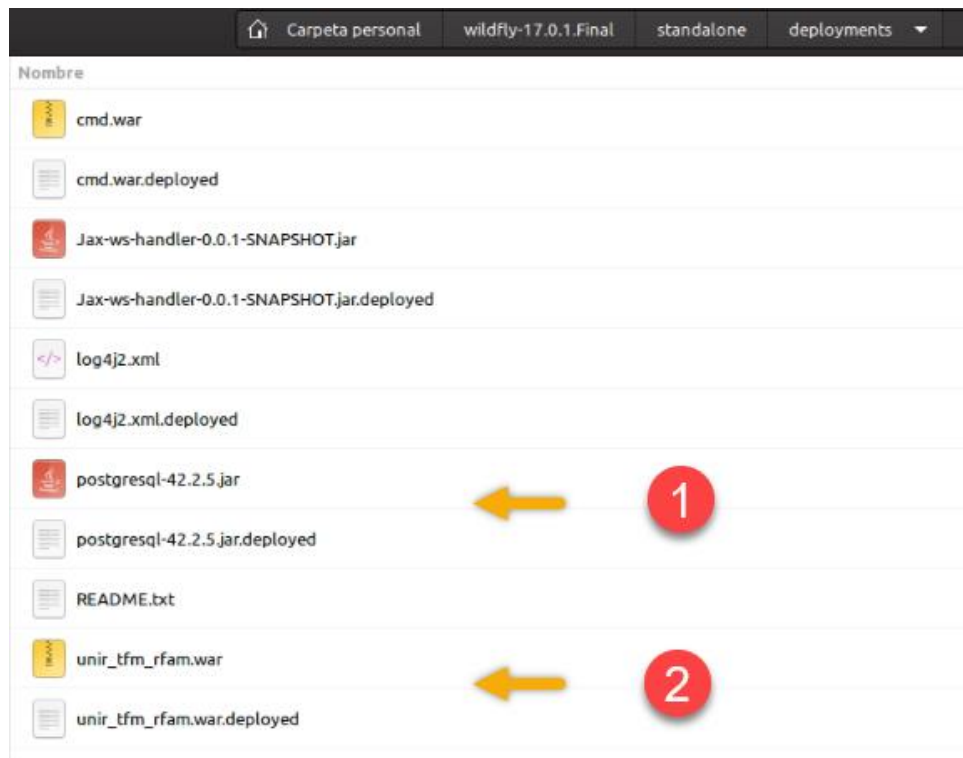 Carpeta personal wildfly-17.0.1.Final standalone deployments
Nombre
cmd.war
cmd.war.deployed
Jax-ws-handler-0.0.1-SNAPSHOT.jar
Jax-ws-handler-0.0.1-SNAPSHOT.jar.deployed
log4j2.xml
log4j2.xml.deployed
postgresql-42.2.5.jar
1
postgresql-42.2.5.jar.deployed
README.txt
unir_tfm_rfam.war
2
unir_tfm_rfam.war.deployed